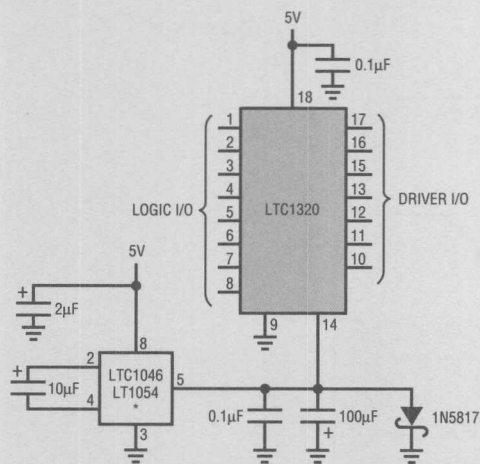 5V
0.1µF
18
1
2
3
4
5
6
7
8
LOGIC I/O
LTC1320
17
16
15
13
12
11
10
DRIVER I/O
9
14
5V
+
2µF
8
+
10µF
2
4
LTC1046
LT1054
*
5
3
0.1µF
100µF
+
1N5817